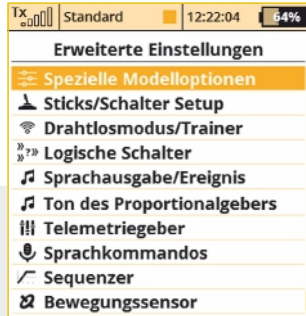 Tx Standard 12:22:04 64%
Erweiterte Einstellungen
Spezielle Modelloptionen
Sticks/Schalter Setup
Drahtlosmodus/Trainer
Logische Schalter
Sprachausgabe/Ereignis
Ton des Proportionalgebers
Telemetriegeber
Sprachkommandos
Sequenzer
Bewegungssensor